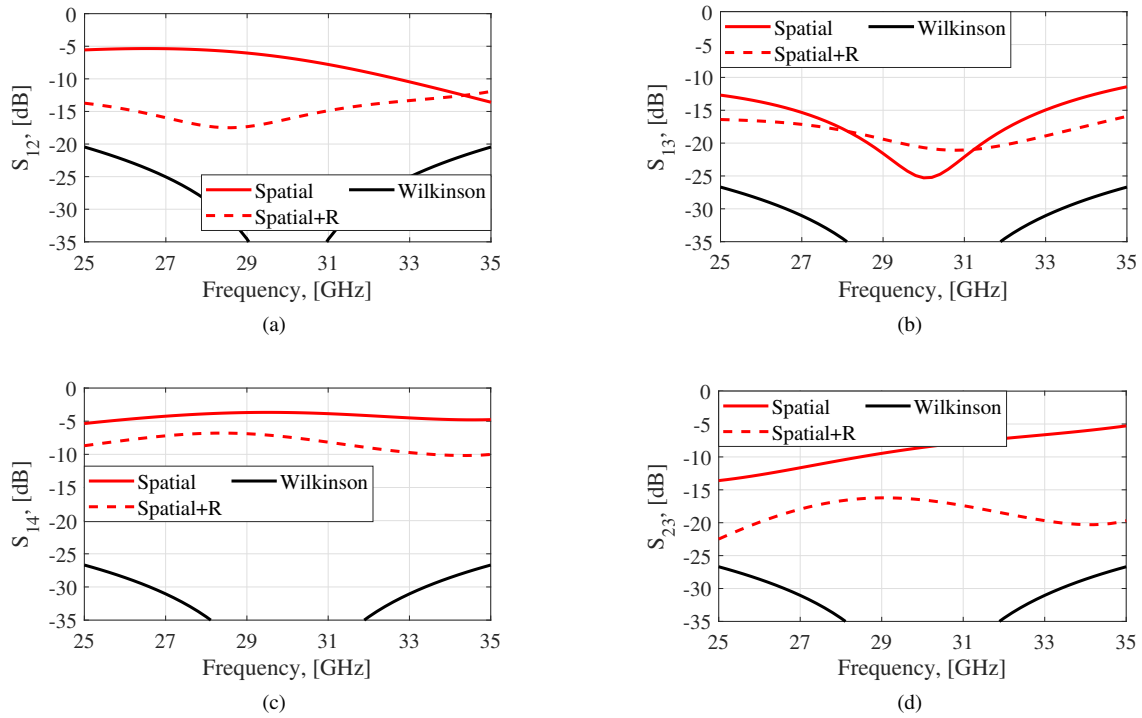 0
-5
-10
-15
-20
-25
-30
-35
S12, [dB]
Spatial
Wilkinson
Spatial+R
25 27 29 31 33 35
Frequency, [GHz]
(a)
0
-5
-10
-15
-20
-25
-30
-35
S13, [dB]
Spatial
Wilkinson
Spatial+R
25 27 29 31 33 35
Frequency, [GHz]
(b)
0
-5
-10
-15
-20
-25
-30
-35
S14, [dB]
Spatial
Wilkinson
Spatial+R
25 27 29 31 33 35
Frequency, [GHz]
(c)
0
-5
-10
-15
-20
-25
-30
-35
S23, [dB]
Spatial
Wilkinson
Spatial+R
25 27 29 31 33 35
Frequency, [GHz]
(d)